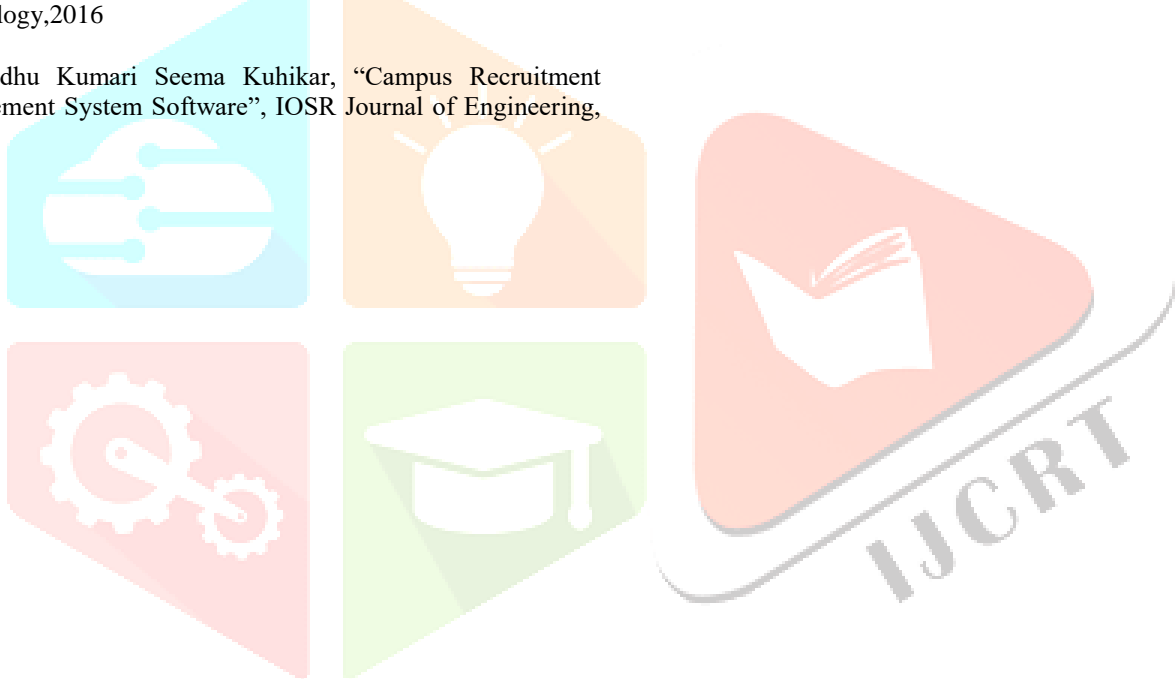 logy,2016
dhu Kumari Seema Kuhikar, “Campus Recruitment
ement System Software”, IOSR Journal of Engineering,
IJCRT